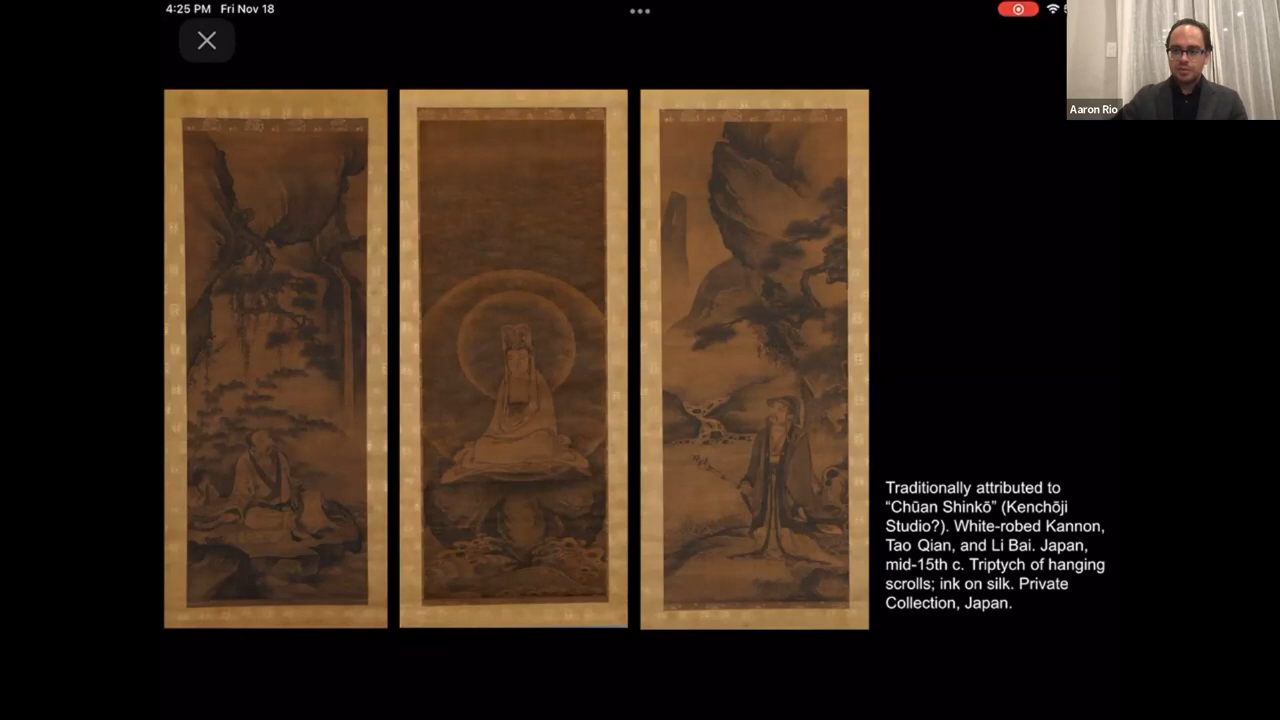 4:25 PM Fri Nov 18
Aaron Rio
Traditionally attributed to
“Chūan Shinkō” (Kenchōji
Studio?). White-robed Kannon,
Tao Qian, and Li Bai. Japan,
mid-15th c. Triptych of hanging
scrolls; ink on silk. Private
Collection, Japan.